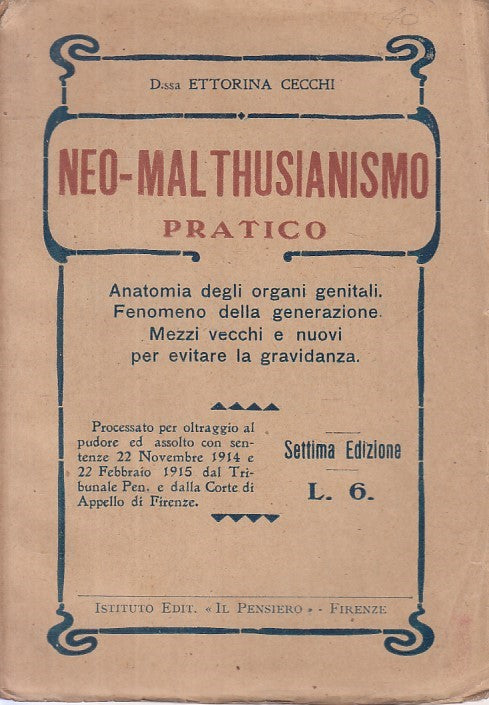 40
D:ssa ETTORINA CECCHI
NEO-MALTHUSIANISMO
PRATICO
Anatomia degli organi genitali.
Fenomeno della generazione.
Mezzi vecchi e nuovi
per evitare la gravidanza.
Processato per oltraggio al
pudore ed assolto con sen-
tenze 22 Novembre 1914 e
22 Febbraio 1915 dal Tri-
bunale Pen. e dalla Corte di
Appello di Firenze.
Settima Edizione
L. 6.
ISTITUTO EDIT. « IL PENSIERO » - FIRENZE